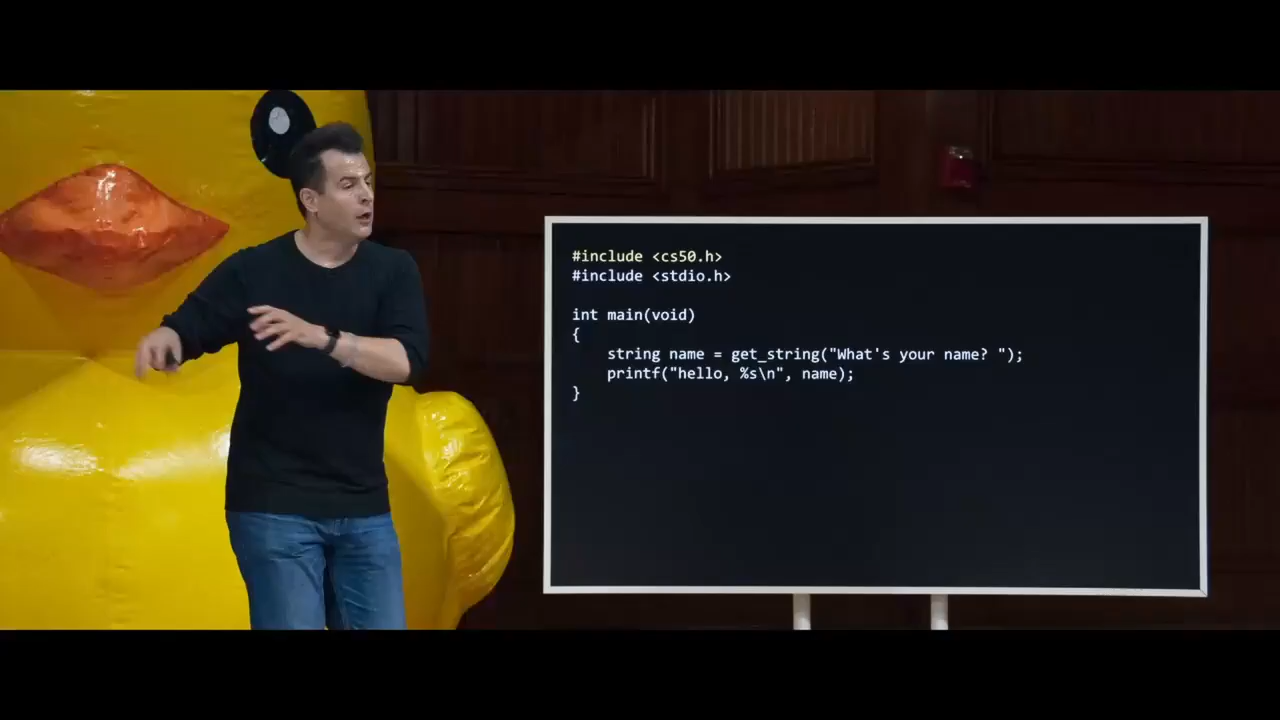 #include <cs50.h>
#include <stdio.h>
int main(void)
{
string name = get_string("What's your name? ");
printf("hello, %s\n", name);
}